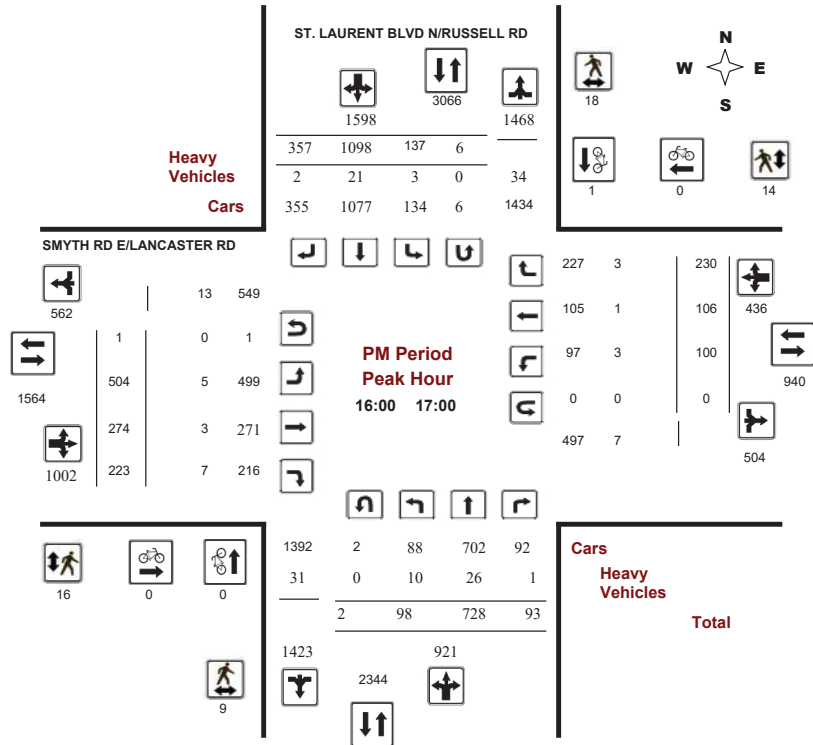 ST. LAURENT BLVD N/RUSSELL RD
N
W E
S
3066
18
1598 1468
357 1098 137 6
Heavy
Vehicles
2 21 3 0 34
1 0 14
Cars
355 1077 134 6 1434
SMYTH RD E/LANCASTER RD
562
13 549
227 3 230
436
1 0 1
105 1 106
1564
504 5 499
PM Period
Peak Hour
16:00 17:00
97 3 100
940
0 0 0
274 3 271
497 7
504
1002
223 7 216
1392 2 88 702 92
Cars
31 0 10 26 1
Heavy
Vehicles
16 0 0
2 98 728 93
Total
1423 921
2344
9